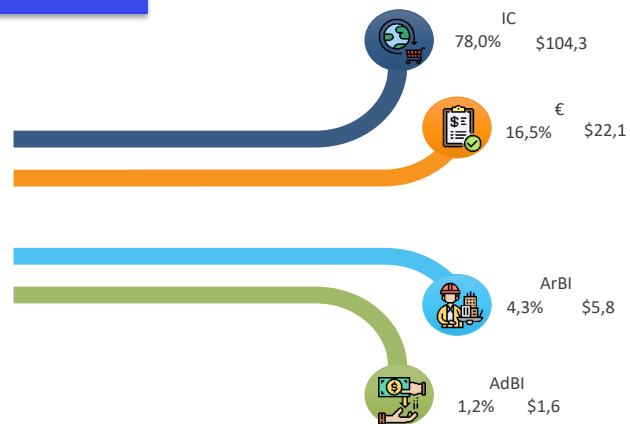 IC
78,0% $104,3
€
16,5% $22,1
ArBI
4,3% $5,8
AdBI
1,2% $1,6